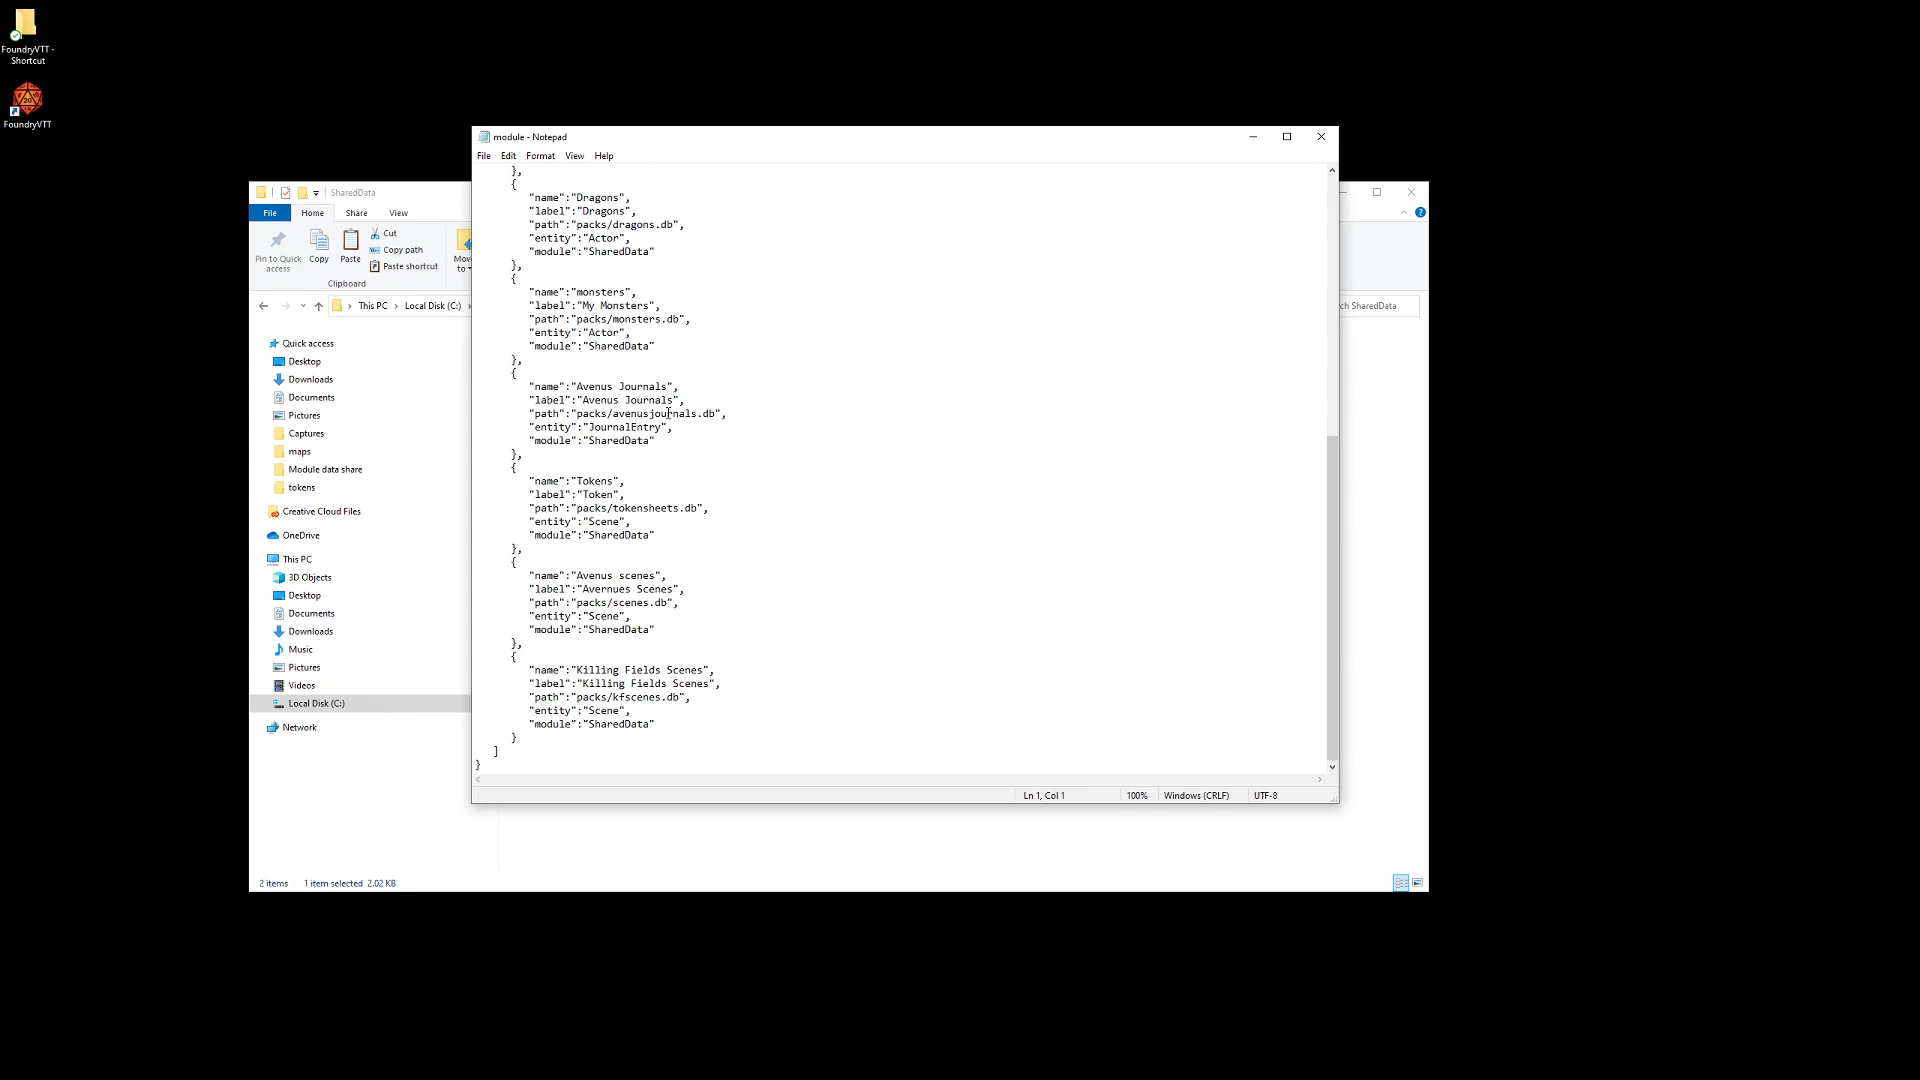 FoundryVTT -
Shortcut
FoundryVTT
SharedData
File
Home
Share
View
Pin to Quick
access
Copy
Paste
Cut
Copy path
Paste shortcut
Mov
to
Clipboard
This PC
Local Disk (C:)
ch SharedData
Quick access
Desktop
Downloads
Documents
Pictures
Captures
maps
Module data share
tokens
Creative Cloud Files
OneDrive
This PC
3D Objects
Desktop
Documents
Downloads
Music
Pictures
Videos
Local Disk (C:)
Network
2 items
1 item selected 2.02 KB
module - Notepad
File
Edit
Format
View
Help
},
{
"name":"Dragons",
"label":"Dragons",
"path":"packs/dragons.db",
"entity":"Actor",
"module":"SharedData"
},
{
"name":"monsters",
"label":"My Monsters",
"path":"packs/monsters.db",
"entity":"Actor",
"module":"SharedData"
},
{
"name":"Avenus Journals",
"label":"Avenus Journals",
"path":"packs/avenusjournals.db",
"entity":"JournalEntry",
"module":"SharedData"
},
{
"name":"Tokens",
"label":"Token",
"path":"packs/tokensheets.db",
"entity":"Scene",
"module":"SharedData"
},
{
"name":"Avenus scenes",
"label":"Avernues Scenes",
"path":"packs/scenes.db",
"entity":"Scene",
"module":"SharedData"
},
{
"name":"Killing Fields Scenes",
"label":"Killing Fields Scenes",
"path":"packs/kfscenes.db",
"entity":"Scene",
"module":"SharedData"
}
]
}
Ln 1, Col 1
100%
Windows (CRLF)
UTF-8